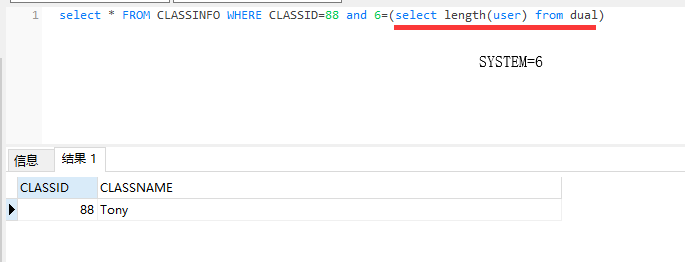 1 select * FROM CLASSINFO WHERE CLASSID=88 and 6=(select length(user) from dual)
SYSTEM=6
信息 结果 1
CLASSID CLASSNAME
88 Tony